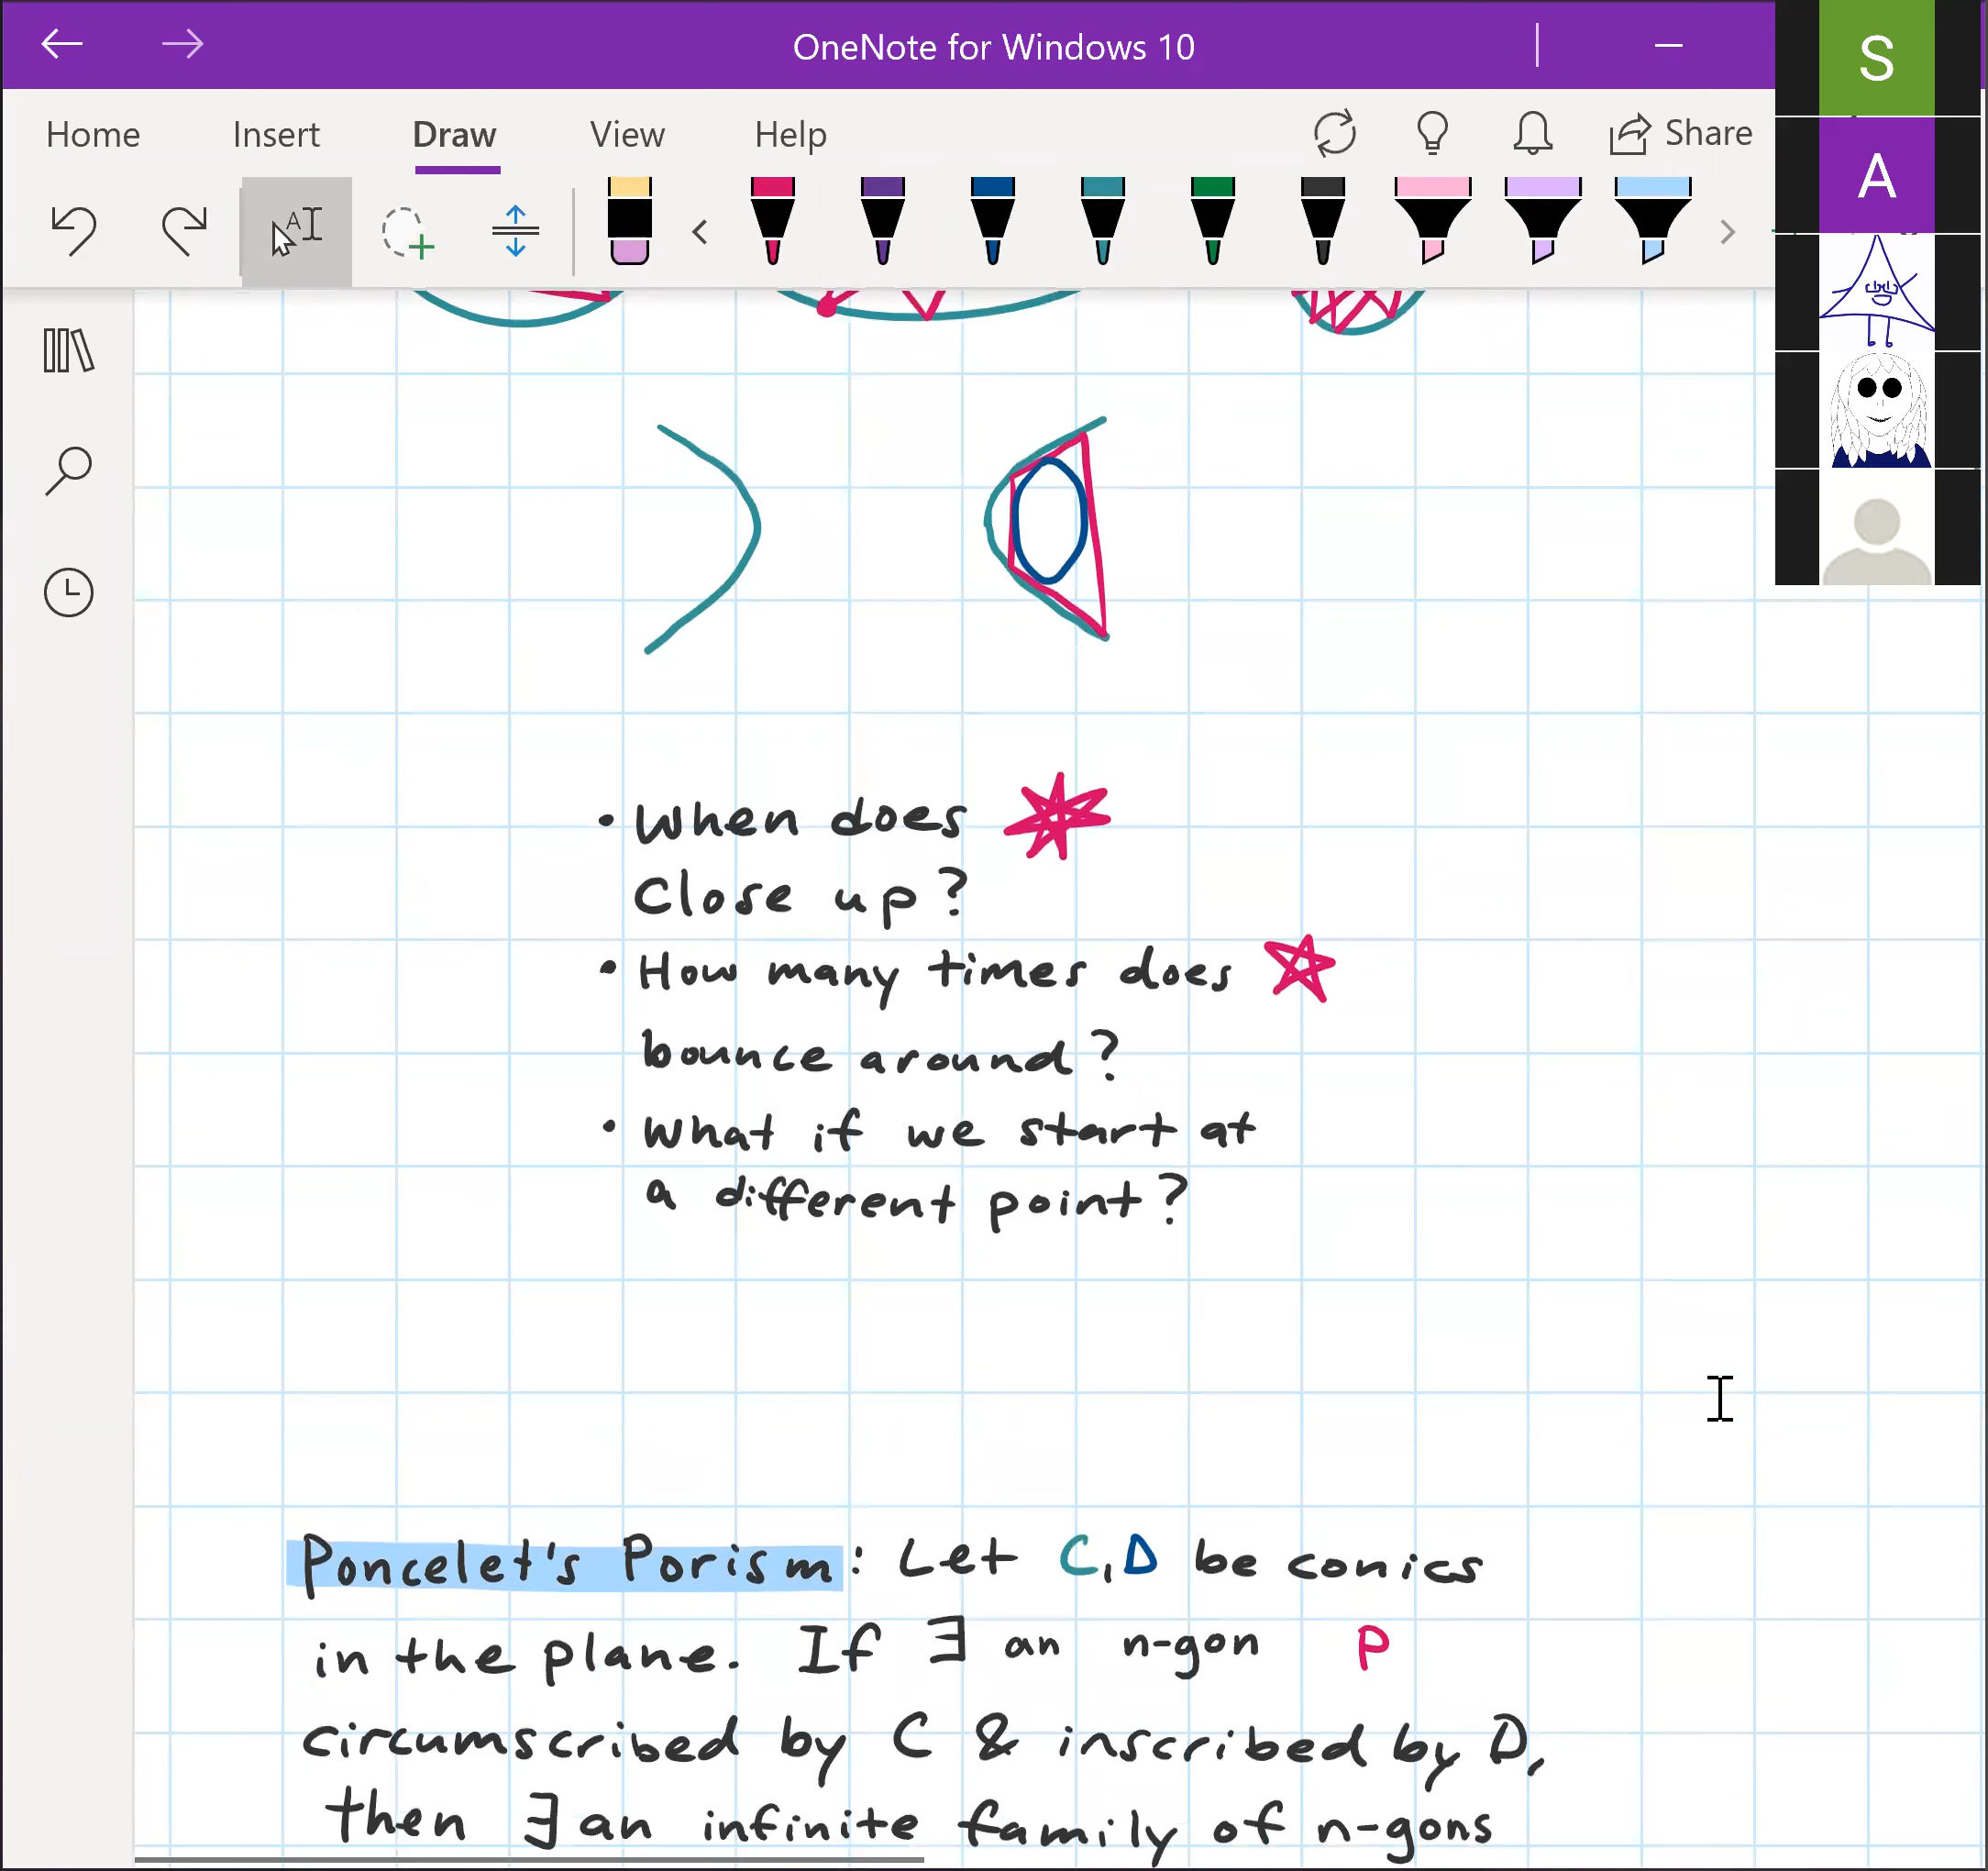 OneNote for Windows 10
Home Insert Draw View Help Share
S
A
• When does
Close up?
• How many times does
bounce around?
• What if we start at
a different point?
Poncelet's Porism: Let C, D be conics
in the plane. If ∃ an n-gon P
circumscribed by C & inscribed by D,
then ∃ an infinite family of n-gons